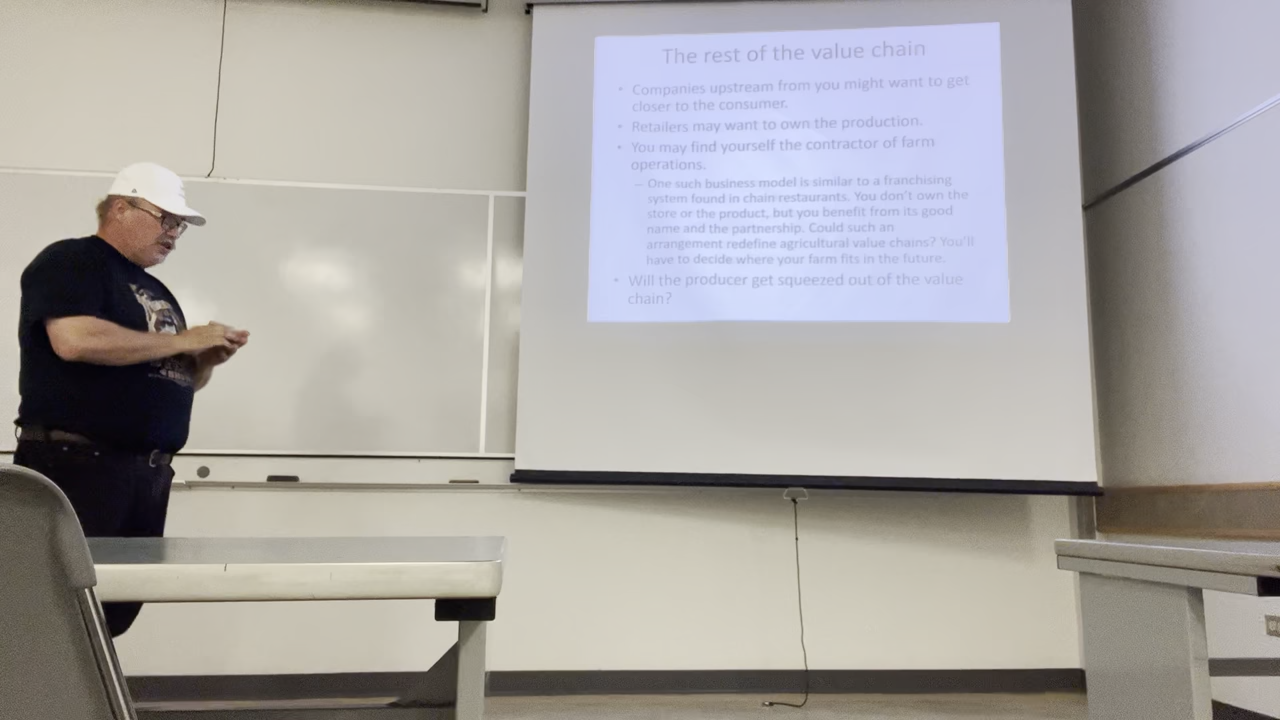 The rest of the value chain
• Companies upstream from you might want to get
closer to the consumer.
• Retailers may want to own the production.
• You may find yourself the contractor of farm
operations.
– One such business model is similar to a franchising
system found in chain restaurants. You don't own the
store or the product, but you benefit from its good
name and the partnership. Could such an
arrangement redefine agricultural value chains? You'll
have to decide where your farm fits in the future.
• Will the producer get squeezed out of the value
chain?